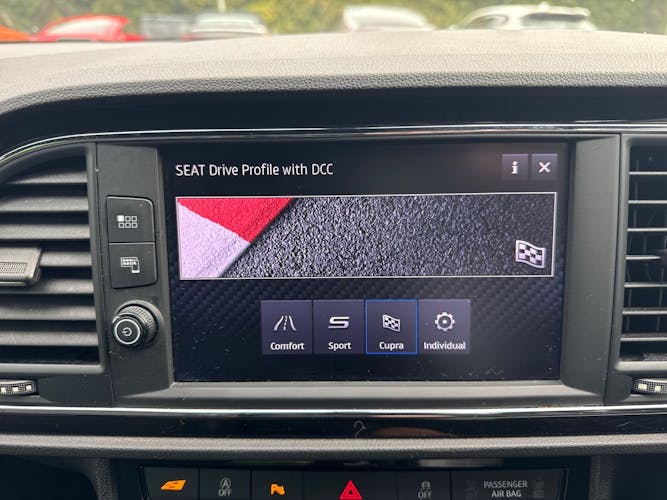 SEAT Drive Profile with DCC
i
Comfort
Sport
Cupra
Individual
OFF
OFF
PASSENGER
AIR BAG